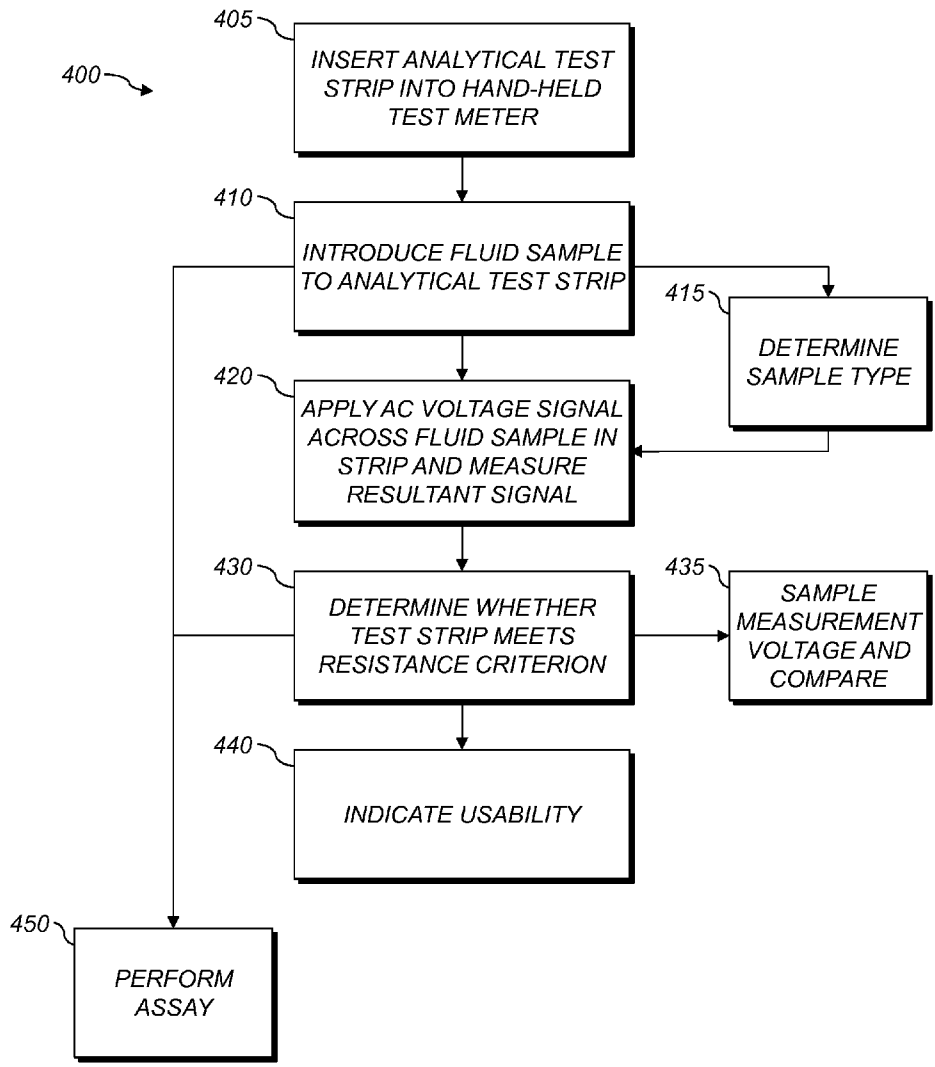 405
INSERT ANALYTICAL TEST
STRIP INTO HAND-HELD
TEST METER
400
410
INTRODUCE FLUID SAMPLE
TO ANALYTICAL TEST STRIP
415
DETERMINE
SAMPLE TYPE
420
APPLY AC VOLTAGE SIGNAL
ACROSS FLUID SAMPLE IN
STRIP AND MEASURE
RESULTANT SIGNAL
430
DETERMINE WHETHER
TEST STRIP MEETS
RESISTANCE CRITERION
435
SAMPLE
MEASUREMENT
VOLTAGE AND
COMPARE
440
INDICATE USABILITY
450
PERFORM
ASSAY